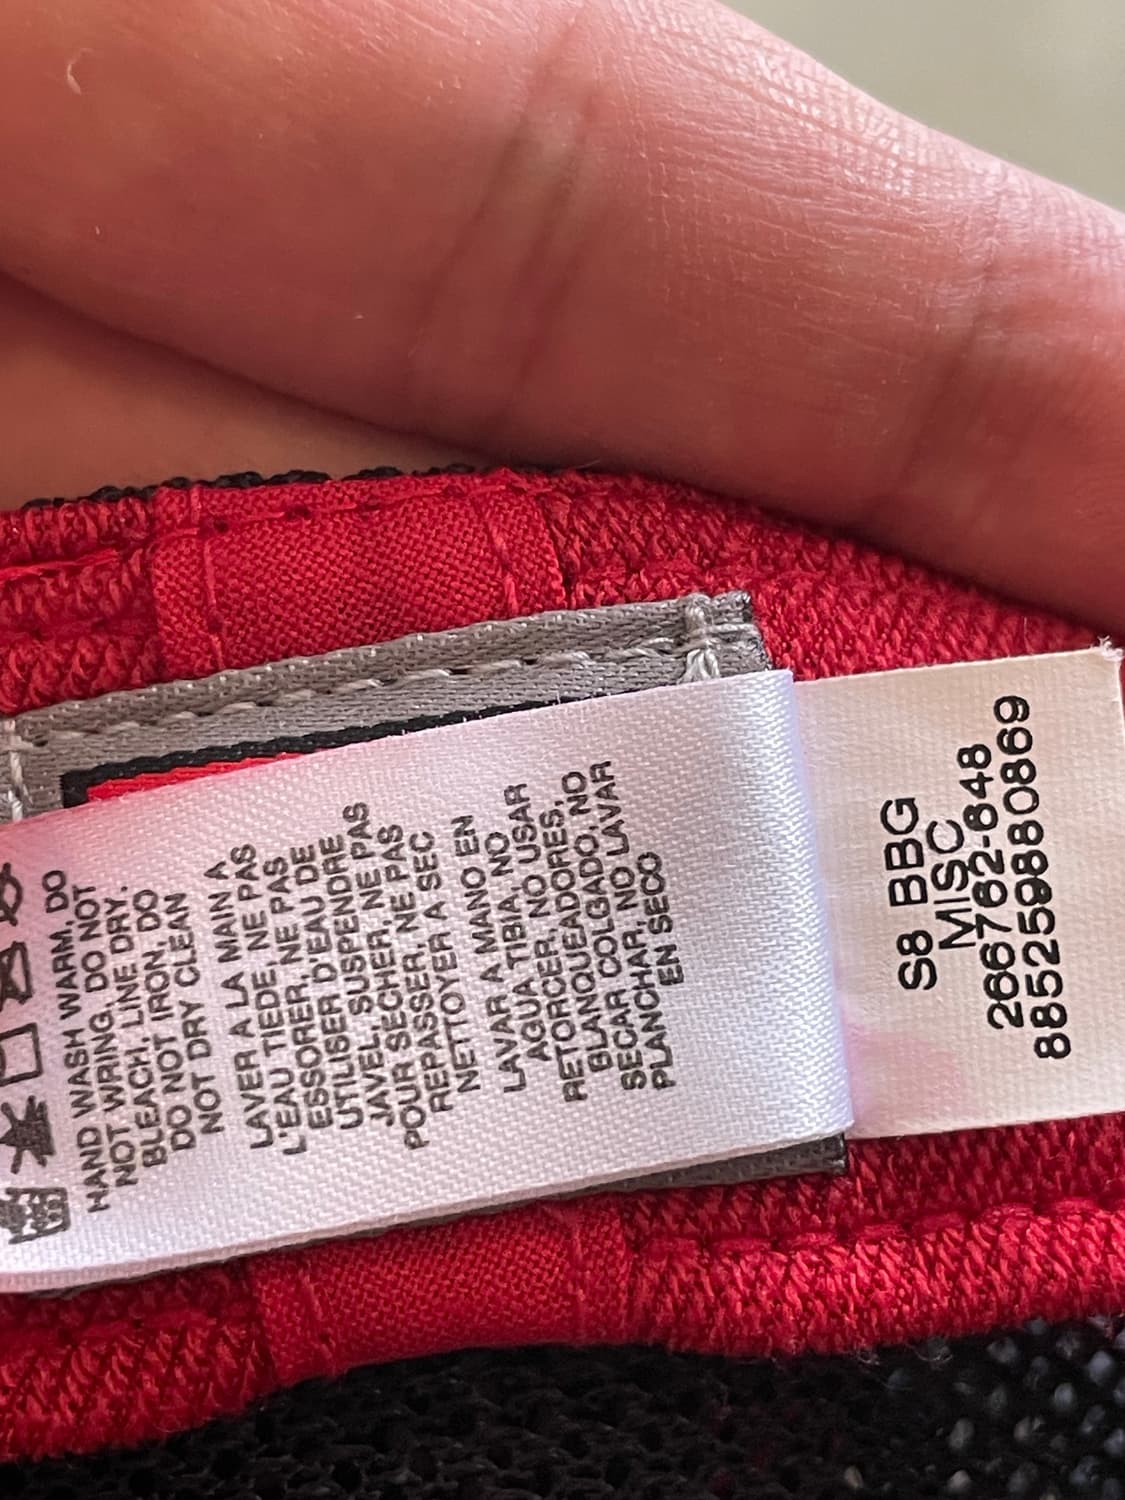 HAND WASH WARM, DO
NOT WRING, DO NOT
BLEACH, LINE DRY.
DO NOT IRON, DO
NOT DRY CLEAN
LAVER A LA MAIN A
L'EAU TIEDE, NE PAS
ESSORER, NE PAS
UTILISER D'EAU DE
JAVEL, SUSPENDRE
POUR SECHER, NE PAS
REPASSER, NE PAS
NETTOYER A SEC
LAVAR A MANO EN
AGUA TIBIA, NO
RETORCER, NO USAR
BLANQUEADORES,
SECAR COLGADO, NO
PLANCHAR, NO LAVAR
EN SECO
S8 BBG
MISC
266762-648
885259880869